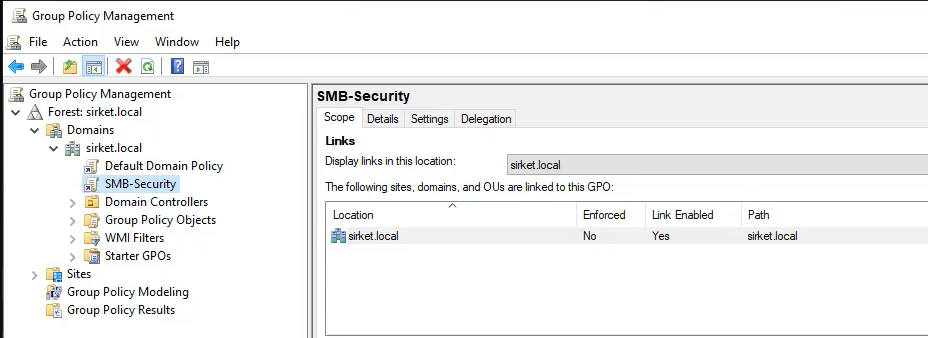 Group Policy Management
File Action View Window Help
Group Policy Management
Forest: sirket.local
Domains
sirket.local
Default Domain Policy
SMB-Security
Domain Controllers
Group Policy Objects
WMI Filters
Starter GPOs
Sites
Group Policy Modeling
Group Policy Results
SMB-Security
Scope Details Settings Delegation
Links
Display links in this location: sirket.local
The following sites, domains, and OUs are linked to this GPO:
Location Enforced Link Enabled Path
sirket.local No Yes sirket.local